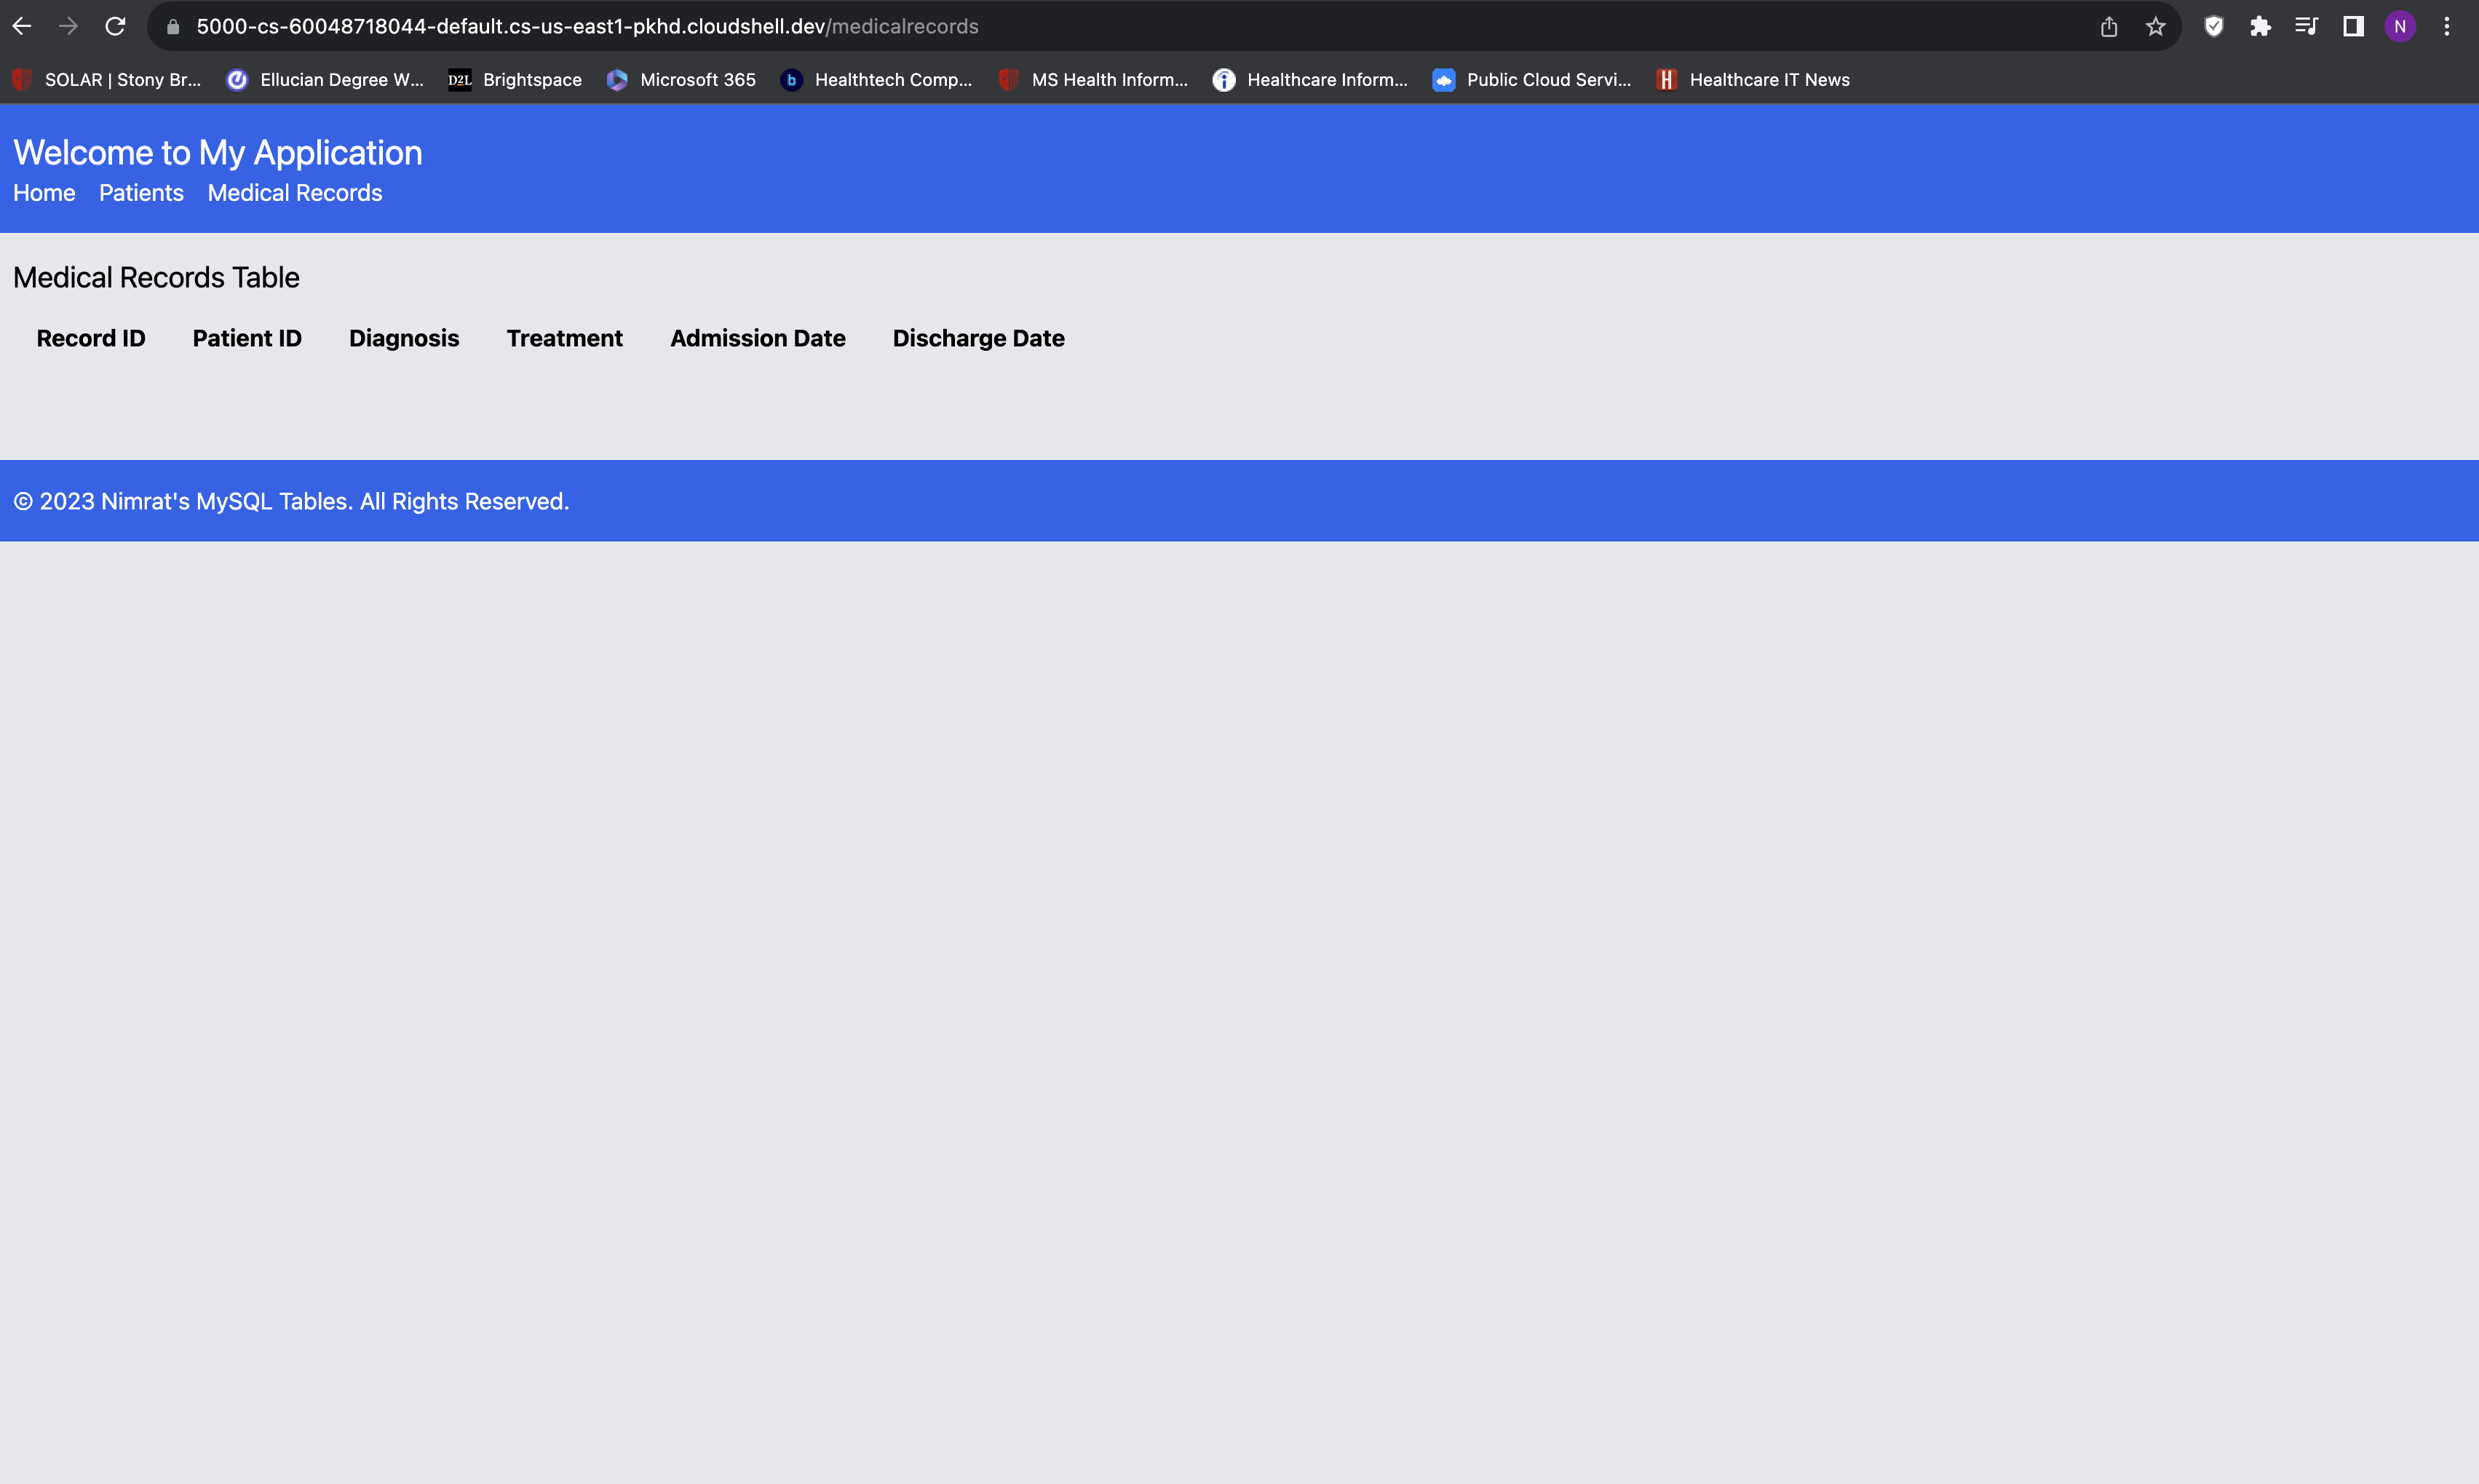 5000-cs-60048718044-default.cs-us-east1-pkhd.cloudshell.dev/medicalrecords
N
SOLAR | Stony Br... Ellucian Degree W... D2L Brightspace Microsoft 365 b Healthtech Comp... MS Health Inform... Healthcare Inform... Public Cloud Servi... H Healthcare IT News
Welcome to My Application
Home Patients Medical Records
Medical Records Table
Record ID Patient ID Diagnosis Treatment Admission Date Discharge Date
© 2023 Nimrat's MySQL Tables. All Rights Reserved.